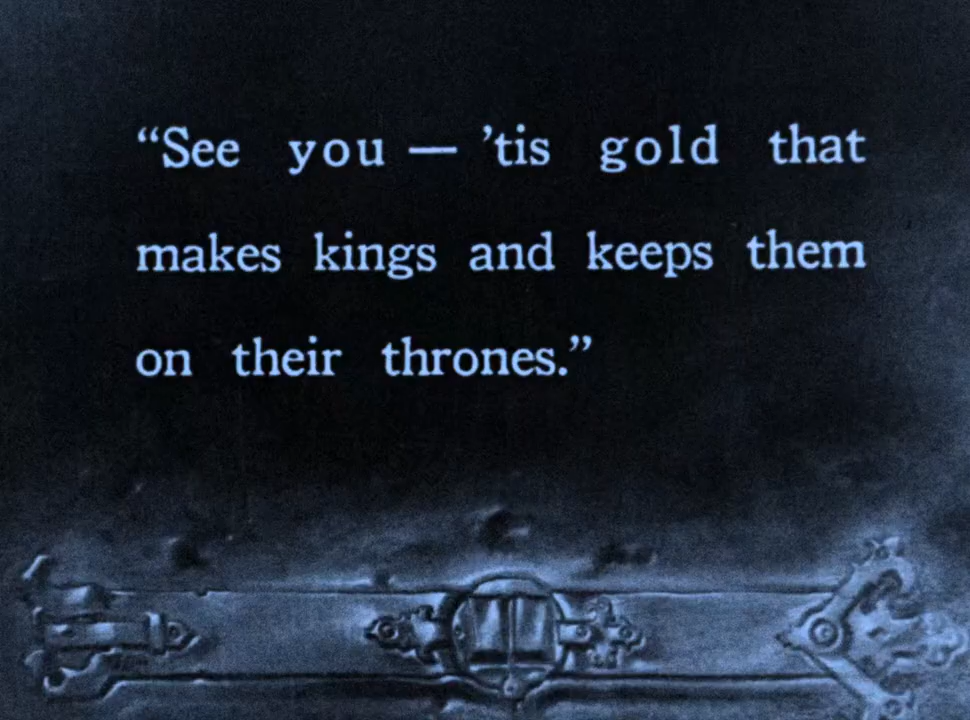 “See you — ’tis gold that
makes kings and keeps them
on their thrones.”